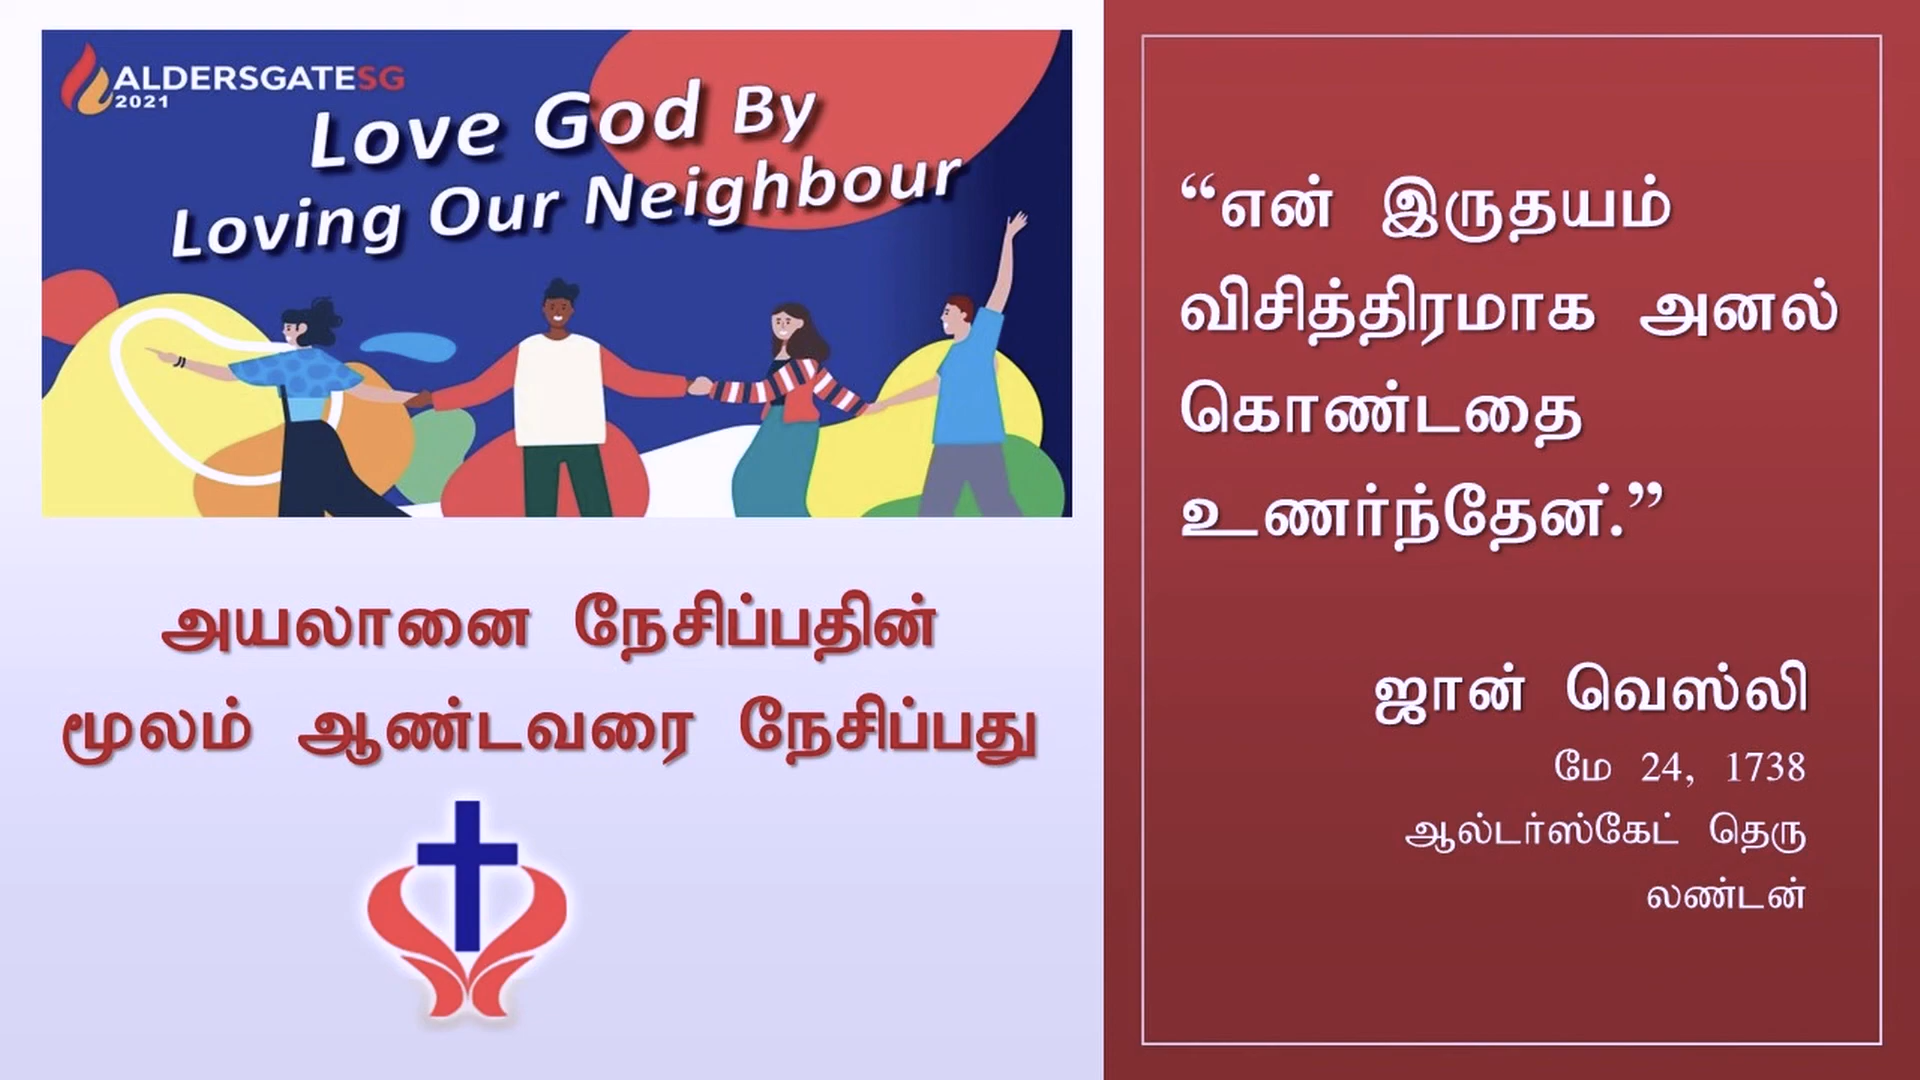 ALDERSGATESG
2021
Love God By
Loving Our Neighbour
அயலானை நேசிப்பதின்
மூலம் ஆண்டவரை நேசிப்பது
“என் இருதயம்
விசித்திரமாக அனல்
கொண்டதை
உணர்ந்தேன்.”
ஜான் வெஸ்லி
மே 24, 1738
ஆல்டர்ஸ்கேட் தெரு
லண்டன்